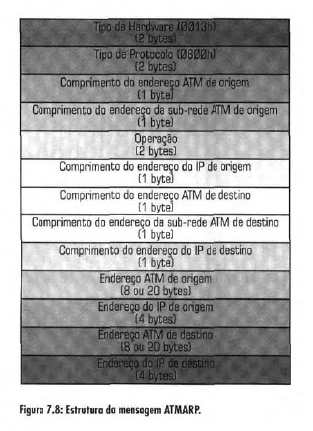 Tipo de Hardware (0013h)
(2 bytes)
Tipo de Protocolo (0800h)
(2 bytes)
Comprimento do endereço ATM de origem
(1 byte)
Comprimento do endereço da sub-rede ATM de origem
(1 byte)
Operação
(2 bytes)
Comprimento do endereço do IP de origem
(1 byte)
Comprimento do endereço ATM de destino
(1 byte)
Comprimento do endereço da sub-rede ATM de destino
(1 byte)
Comprimento do endereço do IP de destino
(1 byte)
Endereço ATM de origem
(8 ou 20 bytes)
Endereço do IP de origem
(4 bytes)
Endereço ATM de destino
(8 ou 20 bytes)
Endereço do IP de destino
(4 bytes)
Figura 7.8: Estrutura da mensagem ATMARP.